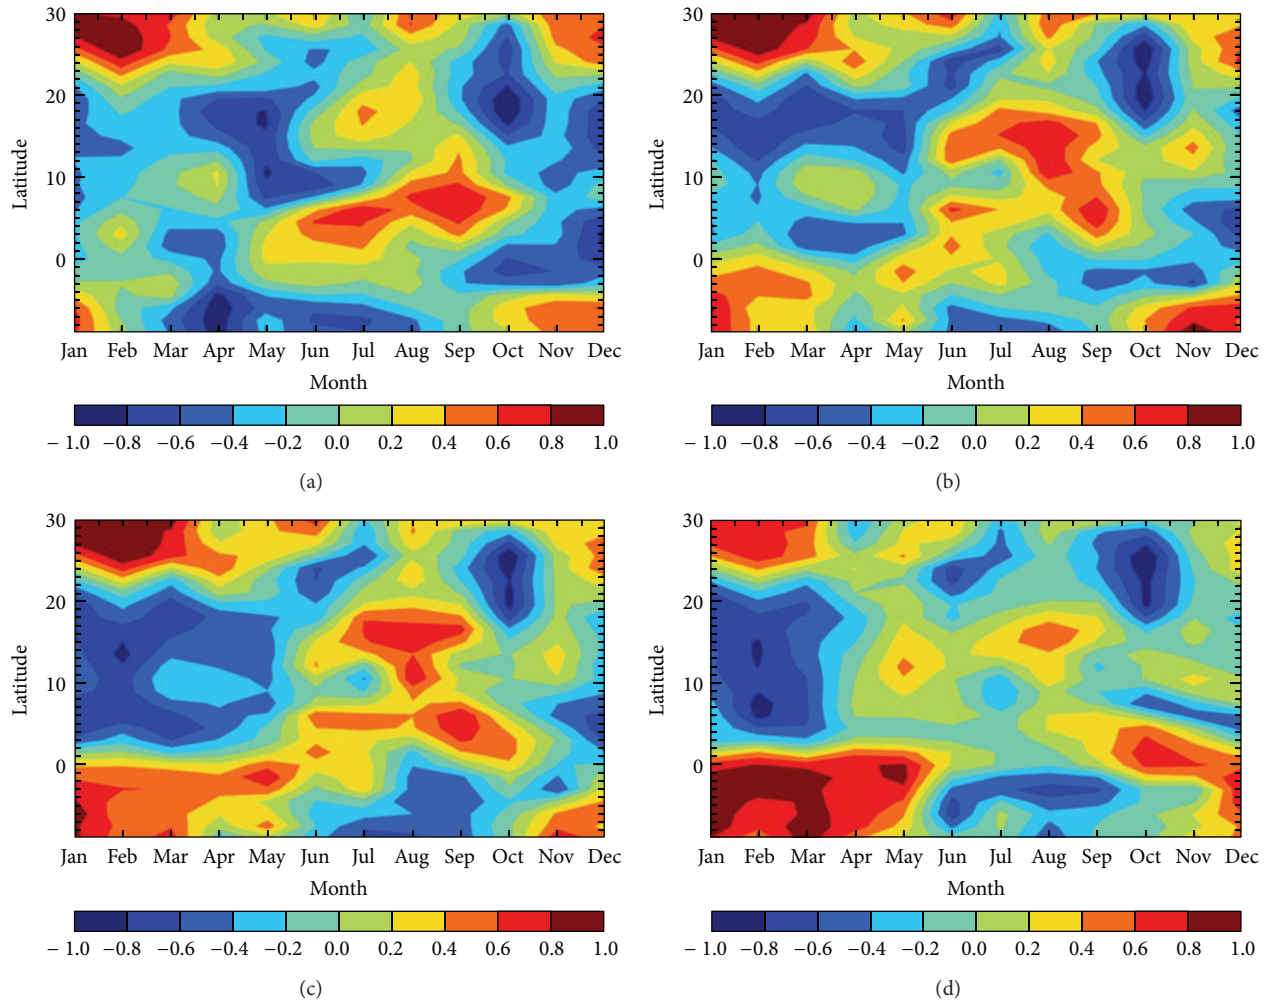 30
20
10
0
Latitude
Jan Feb Mar Apr May Jun Jul Aug Sep Oct Nov Dec
Month
−1.0 −0.8 −0.6 −0.4 −0.2 0.0 0.2 0.4 0.6 0.8 1.0
(a)
30
20
10
0
Latitude
Jan Feb Mar Apr May Jun Jul Aug Sep Oct Nov Dec
Month
−1.0 −0.8 −0.6 −0.4 −0.2 0.0 0.2 0.4 0.6 0.8 1.0
(b)
30
20
10
0
Latitude
Jan Feb Mar Apr May Jun Jul Aug Sep Oct Nov Dec
Month
−1.0 −0.8 −0.6 −0.4 −0.2 0.0 0.2 0.4 0.6 0.8 1.0
(c)
30
20
10
0
Latitude
Jan Feb Mar Apr May Jun Jul Aug Sep Oct Nov Dec
Month
−1.0 −0.8 −0.6 −0.4 −0.2 0.0 0.2 0.4 0.6 0.8 1.0
(d)